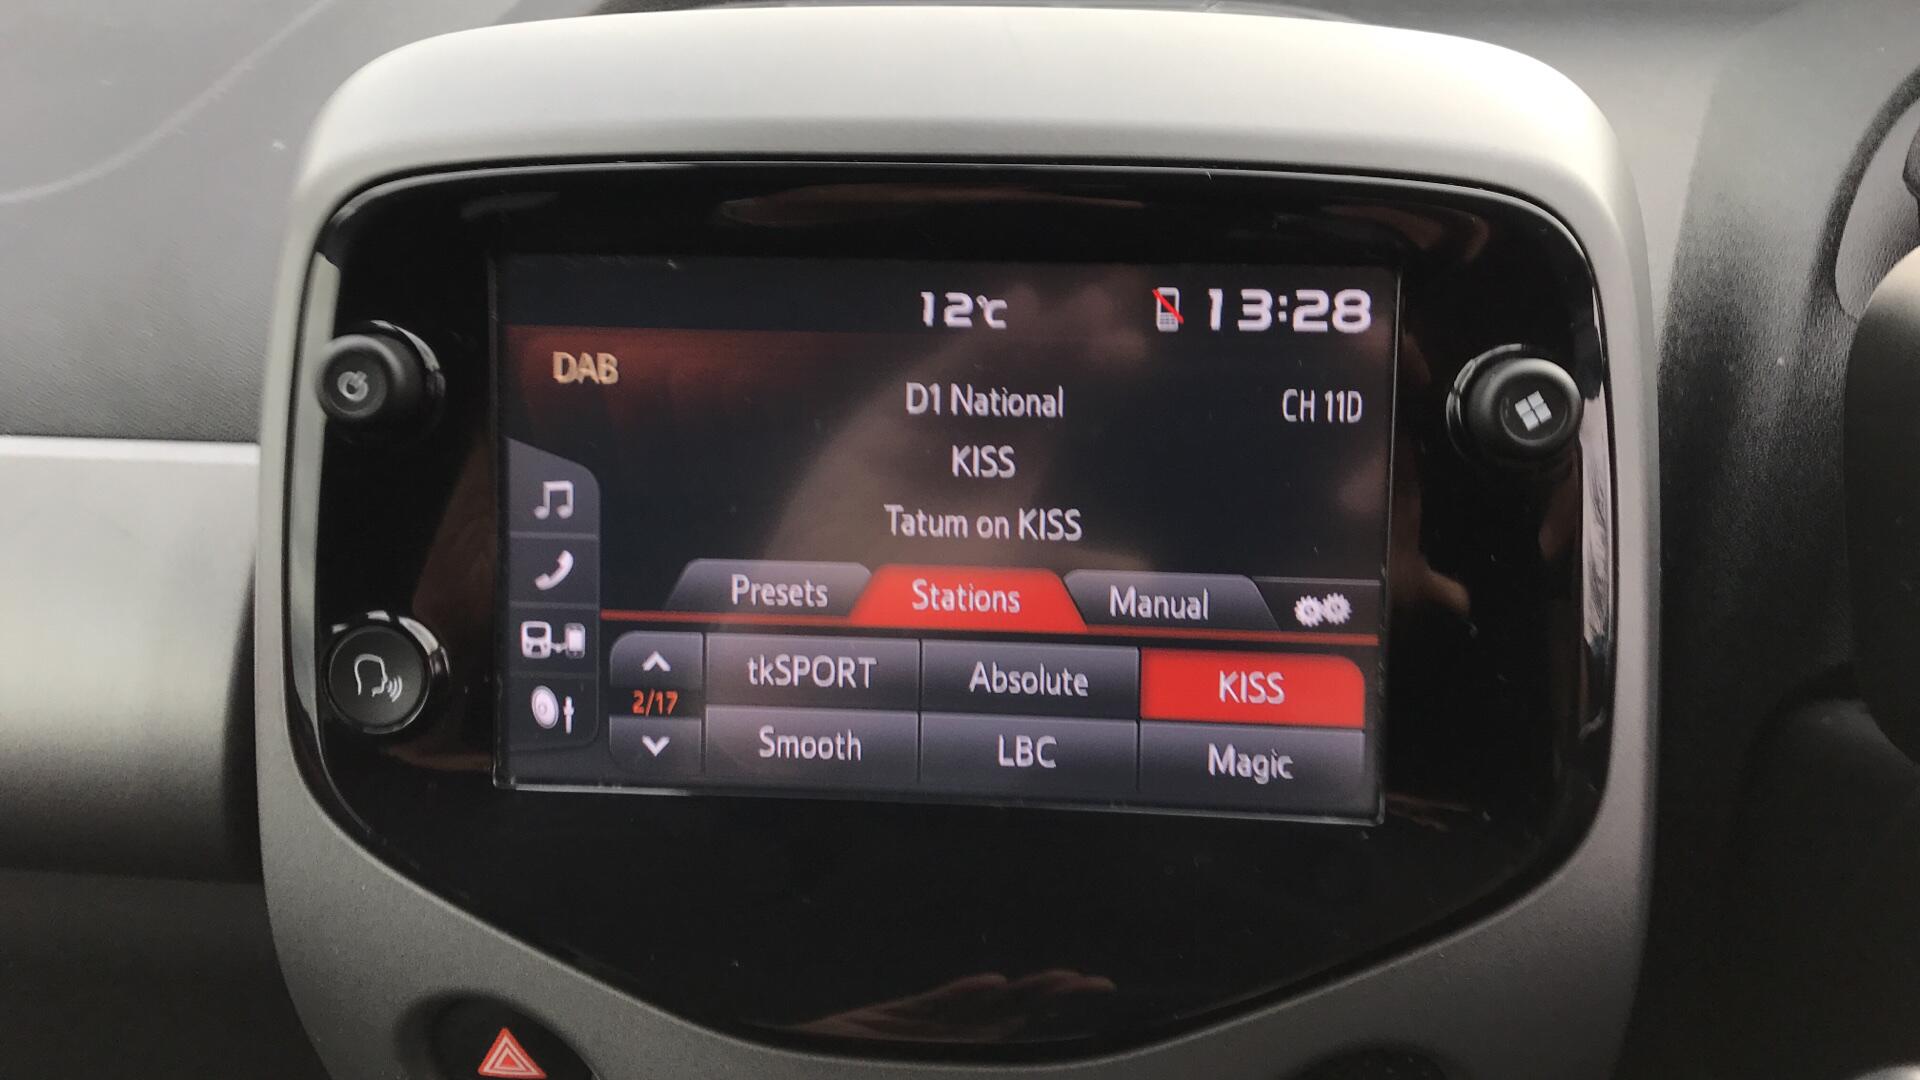 12°C 13:28
DAB
D1 National CH 11D
KISS
Tatum on KISS
Presets Stations Manual
tkSPORT Absolute KISS
2/17
Smooth LBC Magic